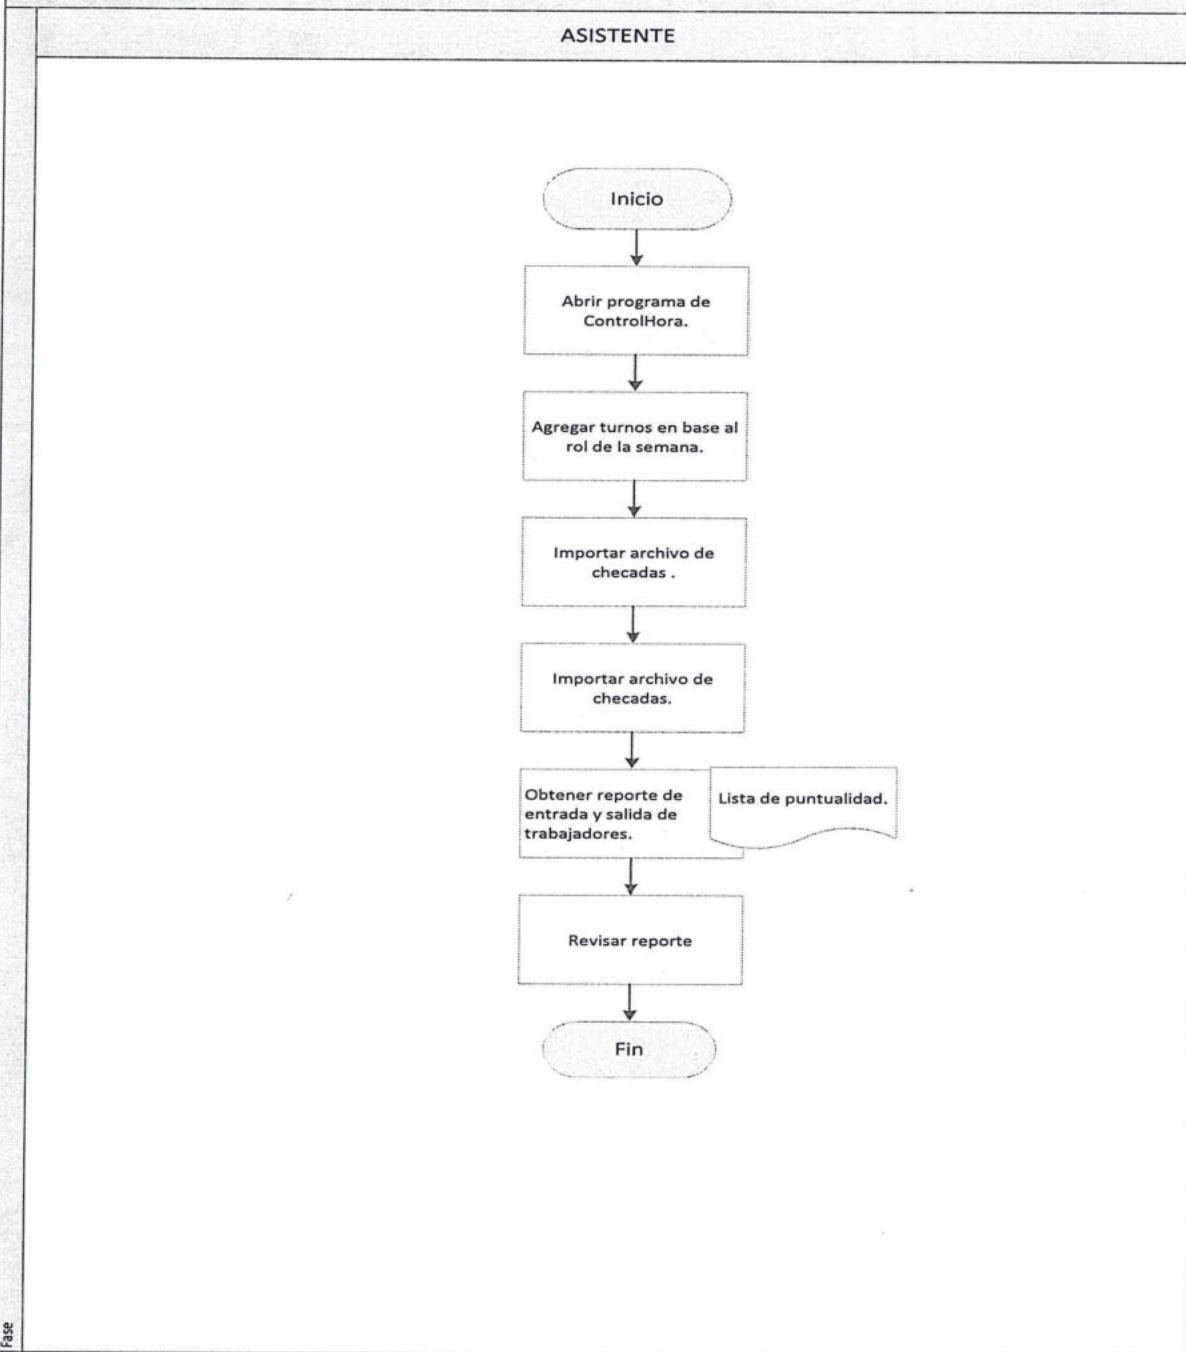 ASISTENTE
Inicio
Abrir programa de
ControlHora.
Agregar turnos en base al
rol de la semana.
Importar archivo de
checadas .
Importar archivo de
checadas.
Obtener reporte de
entrada y salida de
trabajadores.
Lista de puntualidad.
Revisar reporte
Fin
Fase